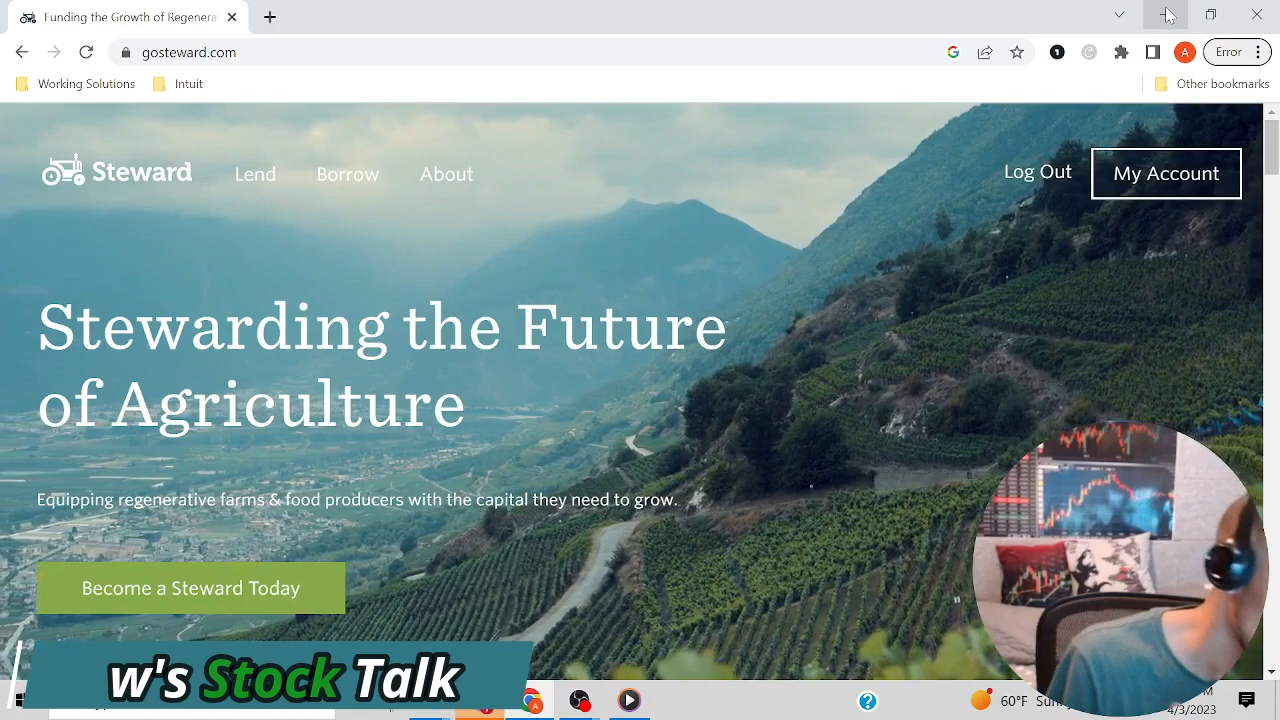 Funding the Growth of Regenera
gosteward.com
Error
Working Solutions
Intuit
Other bookmarks
Steward
Lend
Borrow
About
Log Out
My Account
Stewarding the Future
of Agriculture
Equipping regenerative farms & food producers with the capital they need to grow.
Become a Steward Today
w's Stock Talk
60°F
4/3/2023